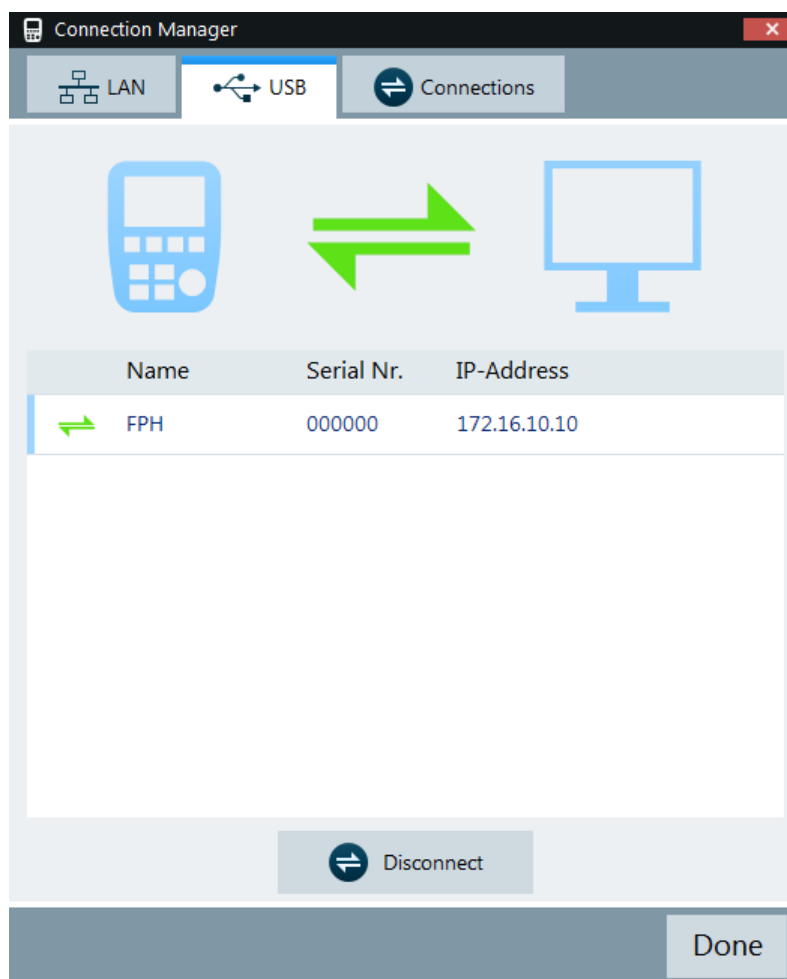 Connection Manager
LAN USB Connections
Name Serial Nr. IP-Address
FPH 000000 172.16.10.10
Disconnect
Done